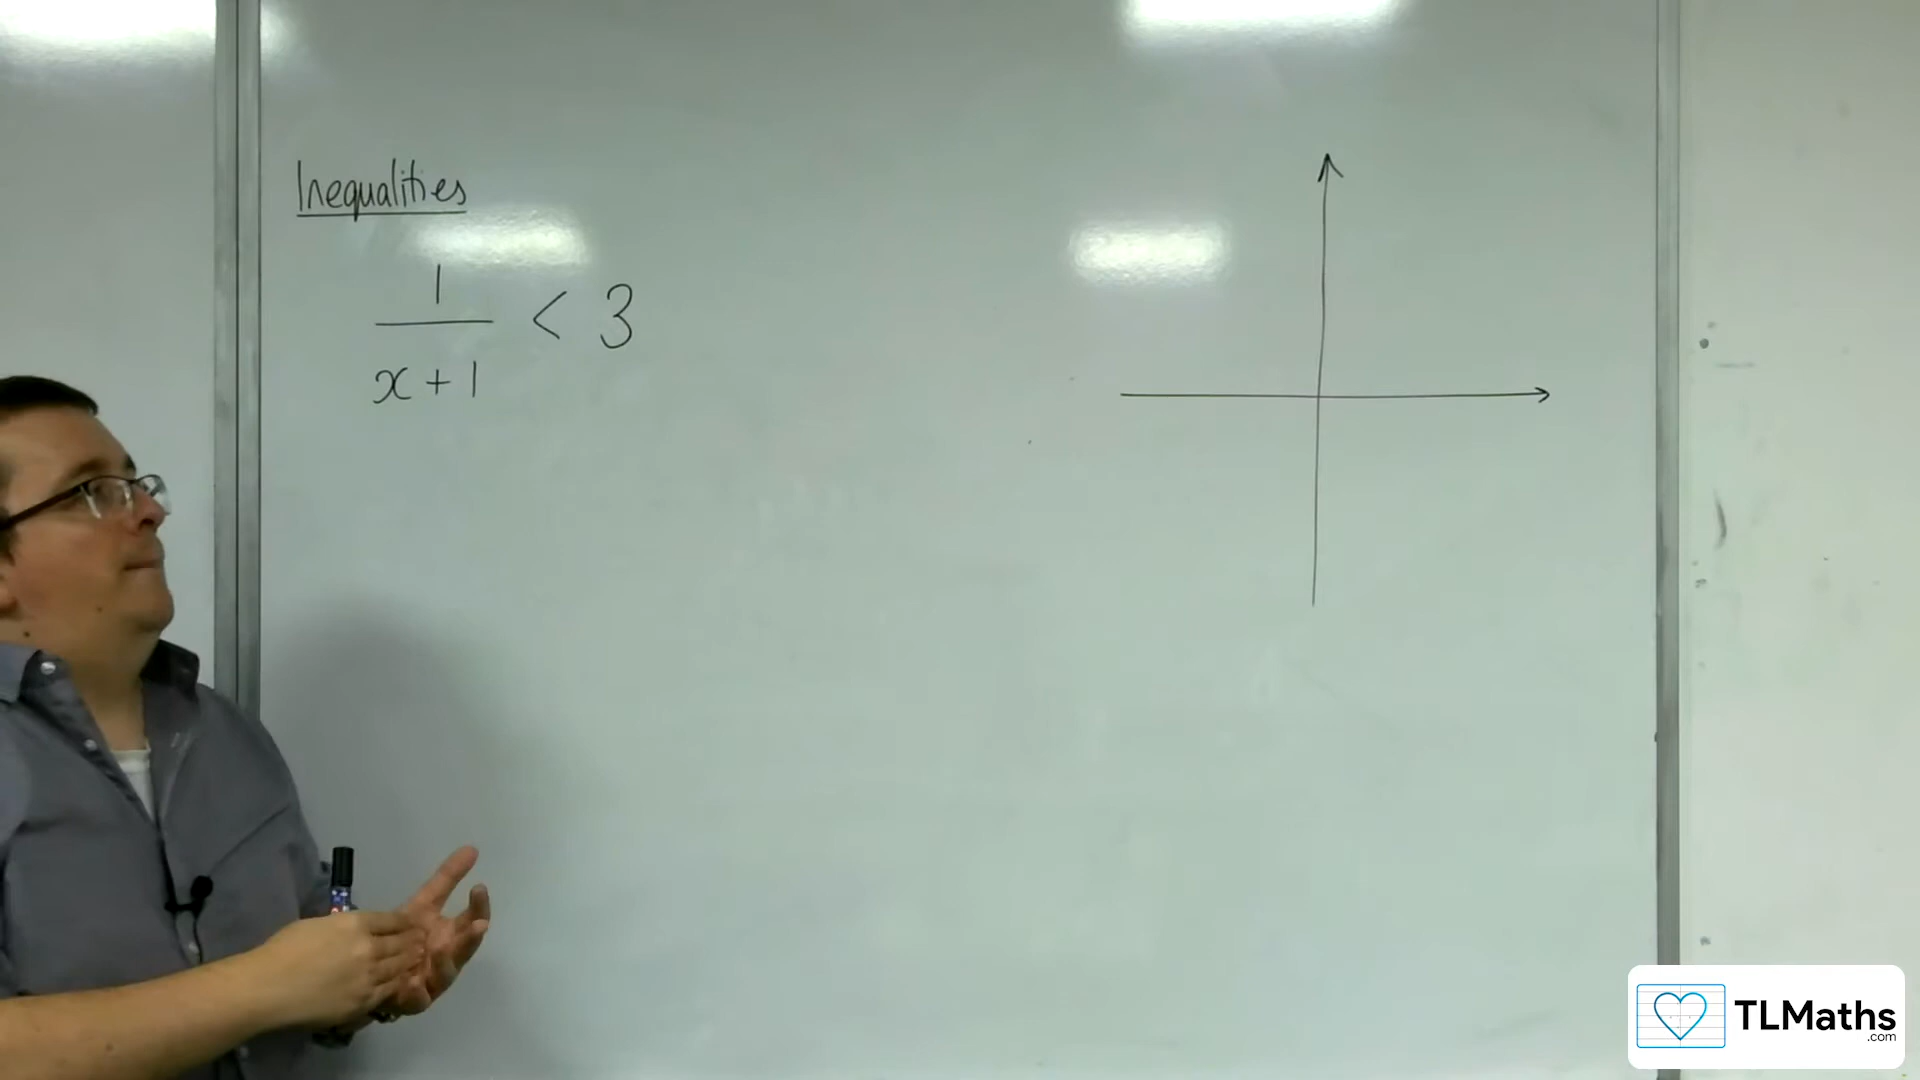 Inequalities
1
/
x + 1 < 3
TLMaths
.com